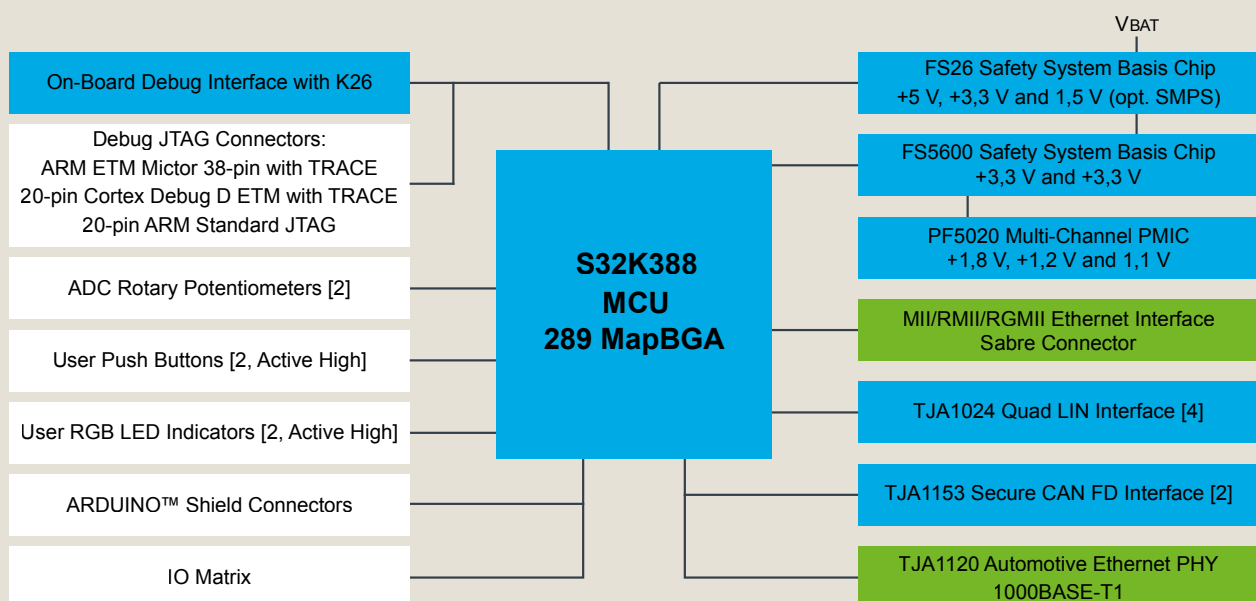 On-Board Debug Interface with K26
Debug JTAG Connectors:
ARM ETM Mictor 38-pin with TRACE
20-pin Cortex Debug D ETM with TRACE
20-pin ARM Standard JTAG
ADC Rotary Potentiometers [2]
User Push Buttons [2, Active High]
User RGB LED Indicators [2, Active High]
ARDUINO™ Shield Connectors
IO Matrix
S32K388
MCU
289 MapBGA
VBAT
FS26 Safety System Basis Chip
+5 V, +3,3 V and 1,5 V (opt. SMPS)
FS5600 Safety System Basis Chip
+3,3 V and +3,3 V
PF5020 Multi-Channel PMIC
+1,8 V, +1,2 V and 1,1 V
MII/RMII/RGMII Ethernet Interface
Sabre Connector
TJA1024 Quad LIN Interface [4]
TJA1153 Secure CAN FD Interface [2]
TJA1120 Automotive Ethernet PHY
1000BASE-T1